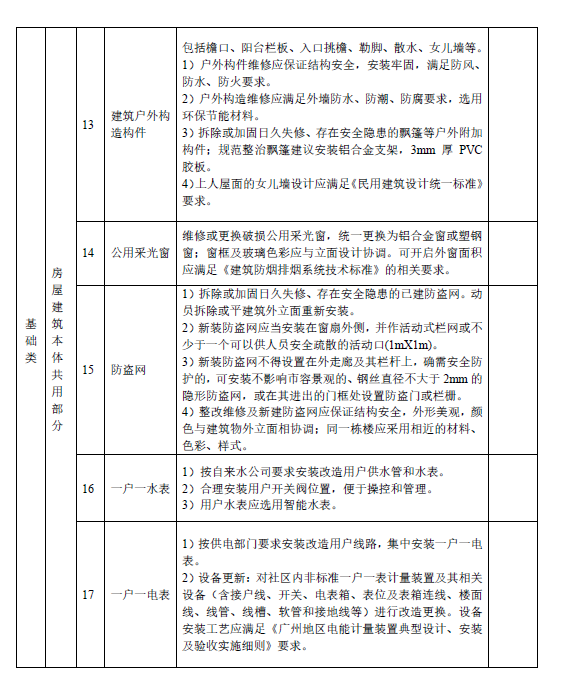 基础类
房屋建筑本体共用部分
13
建筑户外构
造构件
包括檐口、阳台栏板、入口挑檐、勒脚、散水、女儿墙等。
1）户外构件维修应保证结构安全，安装牢固，满足防风、
防水、防火要求。
2）户外构造维修应满足外墙防水、防潮、防腐要求，选用
环保节能材料。
3）拆除或加固日久失修、存在安全隐患的飘篷等户外附加
构件；规范整治飘篷建议安装铝合金支架，3mm 厚 PVC
胶板。
4）上人屋面的女儿墙设计应满足《民用建筑设计统一标准》
要求。
14
公用采光窗
维修或更换破损公用采光窗，统一更换为铝合金窗或塑钢
窗；窗框及玻璃色彩应与立面设计协调。可开启外窗面积
应满足《建筑防烟排烟系统技术标准》的相关要求。
15
防盗网
1）拆除或加固日久失修、存在安全隐患的已建防盗网。动
员拆除或平建筑外立面重新安装。
2）新装防盗网应当安装在窗扇外侧，并作活动式栏网或不
少于一个可以供人员安全疏散的活动口(1mX1m)。
3）新装防盗网不得设置在外走廊及其栏杆上，确需安全防
护的，可安装不影响市容景观的、钢丝直径不大于 2mm 的
隐形防盗网，或在其进出的门框处设置防盗门或栏栅。
4）整改维修及新建防盗网应保证结构安全，外形美观，颜
色与建筑物外立面相协调；同一栋楼应采用相近的材料、
色彩、样式。
16
一户一水表
1）按自来水公司要求安装改造用户供水管和水表。
2）合理安装用户开关阀位置，便于操控和管理。
3）用户水表应选用智能水表。
17
一户一电表
1）按供电部门要求安装改造用户线路，集中安装一户一电
表。
2）设备更新：对社区内非标准一户一表计量装置及其相关
设备（含接户线、开关、电表箱、表位及表箱连线、楼面
线、线管、线槽、软管和接地线等）进行改造更换。设备
安装工艺应满足《广州地区电能计量装置典型设计、安装
及验收实施细则》要求。